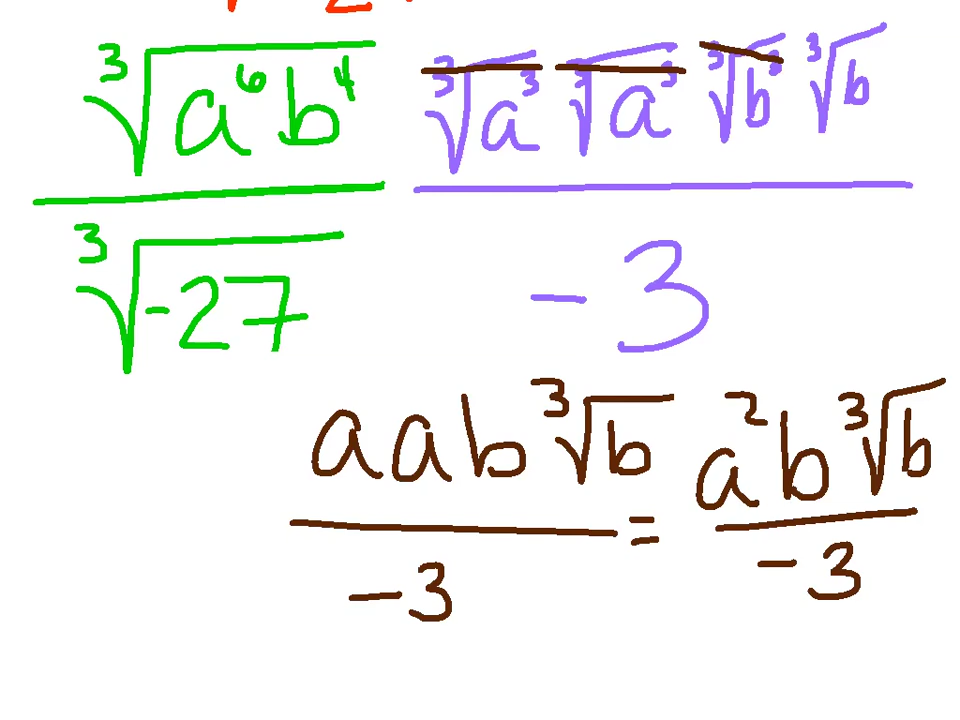 ∛(a⁶b⁴) / ∛(-27)   ∛(a³) ∛(a³) ∛(b³) ∛b / -3
aab∛b / -3 = a²b∛b / -3